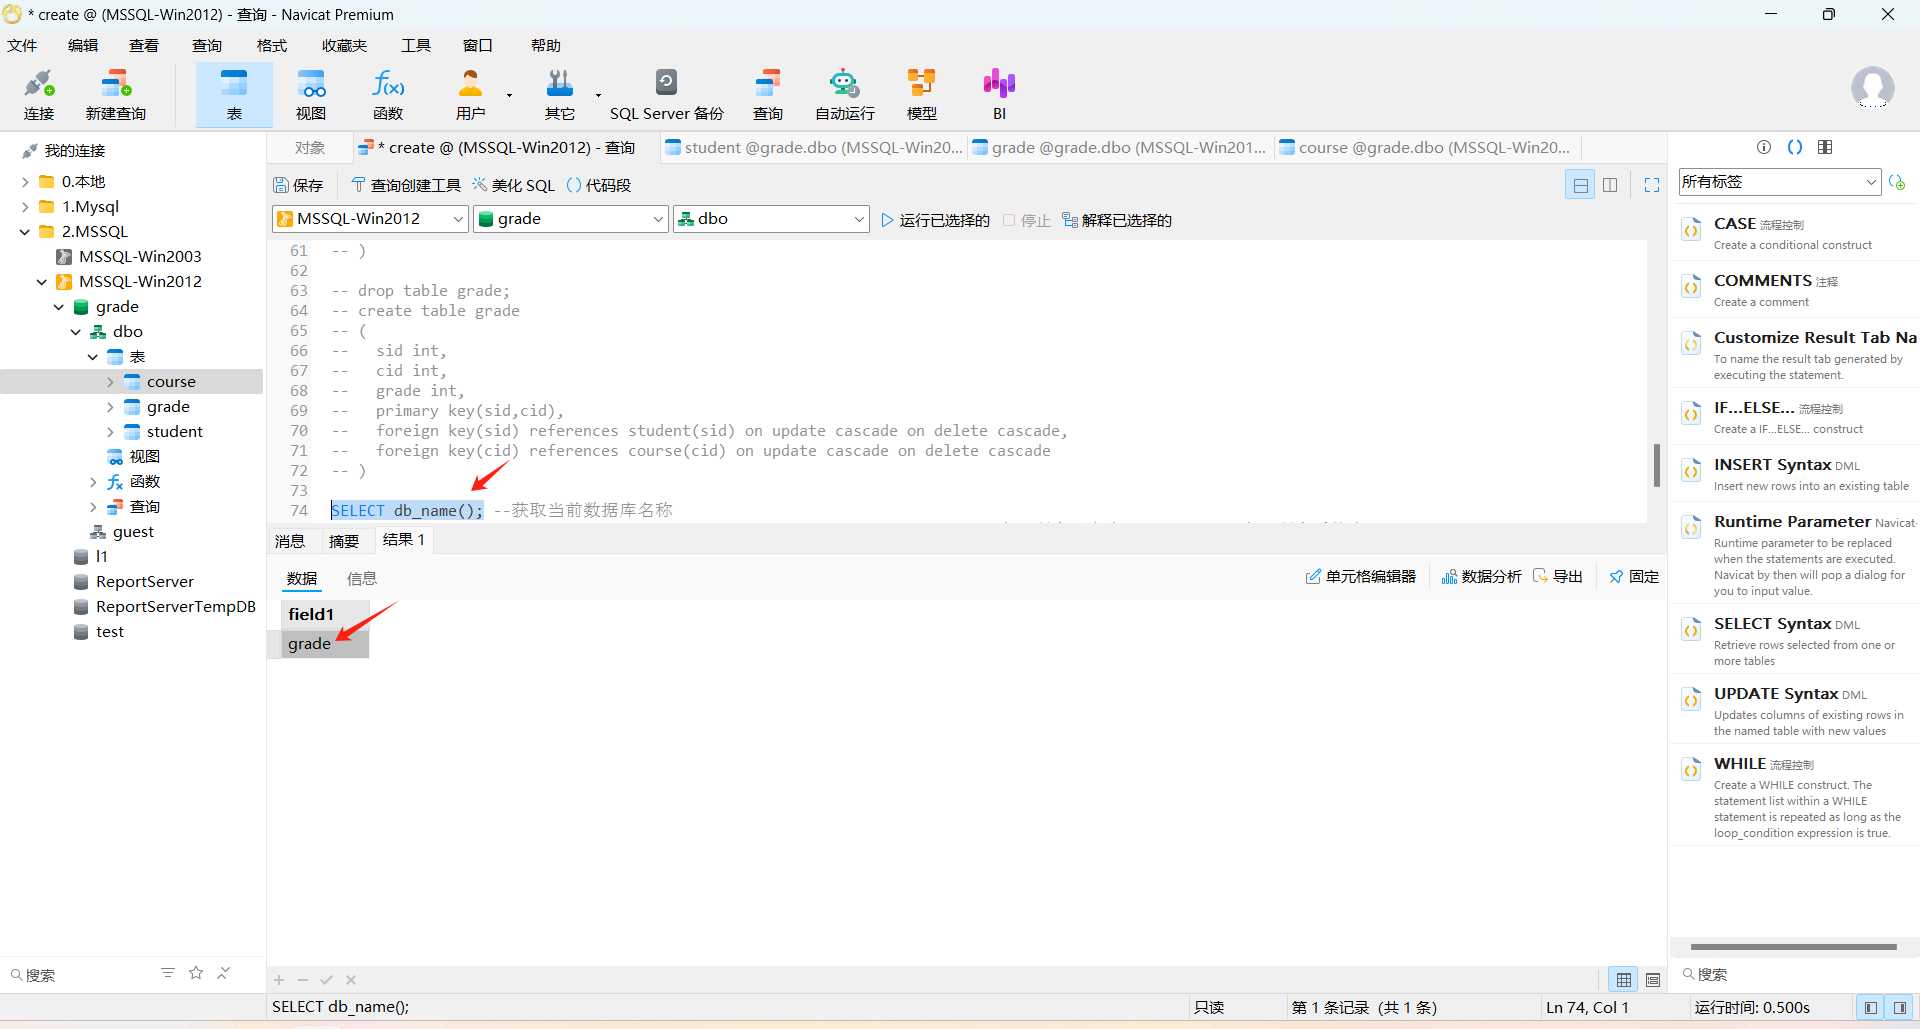 * create @ (MSSQL-Win2012) - 查询 - Navicat Premium
文件 编辑 查看 查询 格式 收藏夹 工具 窗口 帮助
连接 新建查询 表 视图 函数 用户 其它 SQL Server 备份 查询 自动运行 模型 BI
我的连接
0.本地
1.Mysql
2.MSSQL
MSSQL-Win2003
MSSQL-Win2012
grade
dbo
表
course
grade
student
视图
函数
查询
guest
l1
ReportServer
ReportServerTempDB
test
搜索
对象 * create @ (MSSQL-Win2012) - 查询 student @grade.dbo (MSSQL-Win20... grade @grade.dbo (MSSQL-Win201... course @grade.dbo (MSSQL-Win20...
保存 查询创建工具 美化 SQL 代码段
MSSQL-Win2012 grade dbo 运行已选择的 停止 解释已选择的
61 -- )
62
63 -- drop table grade;
64 -- create table grade
65 -- (
66 -- sid int,
67 -- cid int,
68 -- grade int,
69 -- primary key(sid,cid),
70 -- foreign key(sid) references student(sid) on update cascade on delete cascade,
71 -- foreign key(cid) references course(cid) on update cascade on delete cascade
72 -- )
73
74 SELECT db_name(); --获取当前数据库名称
消息 摘要 结果 1
数据 信息 单元格编辑器 数据分析 导出 固定
field1
grade
SELECT db_name(); 只读 第 1 条记录 (共 1 条) Ln 74, Col 1 运行时间: 0.500s
所有标签
CASE 流程控制
Create a conditional construct
COMMENTS 注释
Create a comment
Customize Result Tab Na
To name the result tab generated by
executing the statement.
IF...ELSE... 流程控制
Create a IF...ELSE... construct
INSERT Syntax DML
Insert new rows into an existing table
Runtime Parameter Navicat
Runtime parameter to be replaced
when the statements are executed.
Navicat by then will pop a dialog for
you to input value.
SELECT Syntax DML
Retrieve rows selected from one or
more tables
UPDATE Syntax DML
Updates columns of existing rows in
the named table with new values
WHILE 流程控制
Create a WHILE construct. The
statement list within a WHILE
statement is repeated as long as the
loop_condition expression is true.
搜索